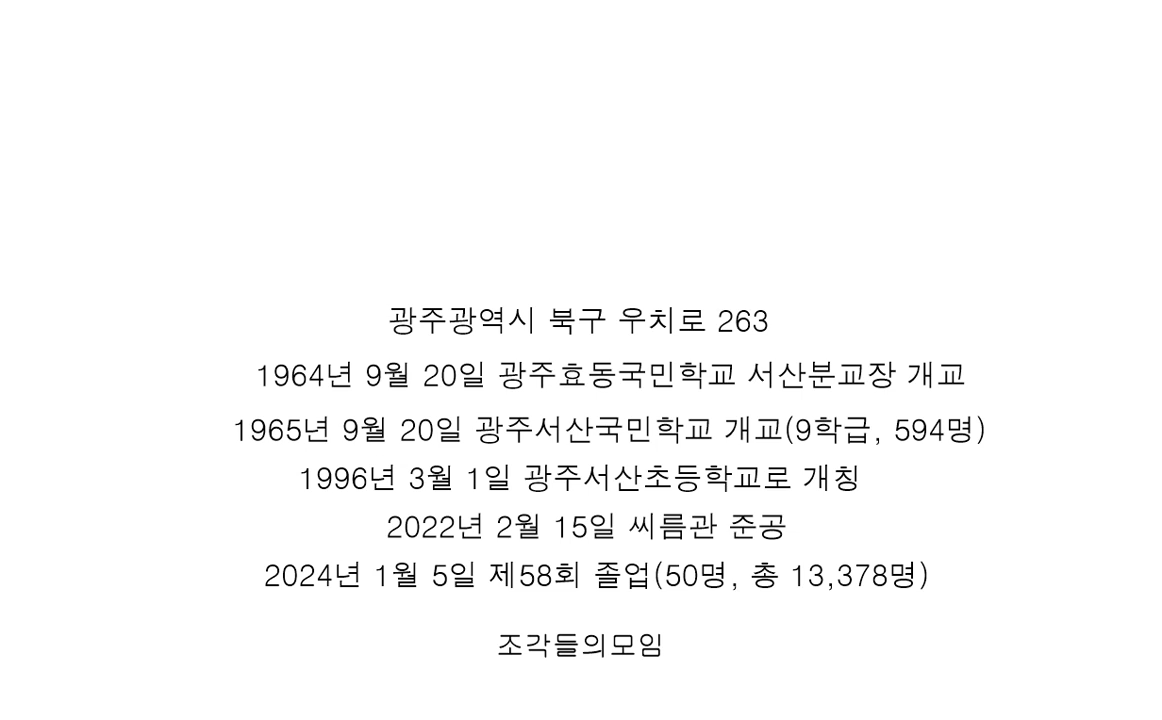 광주광역시 북구 우치로 263
1964년 9월 20일 광주효동국민학교 서산분교장 개교
1965년 9월 20일 광주서산국민학교 개교(9학급, 594명)
1996년 3월 1일 광주서산초등학교로 개칭
2022년 2월 15일 씨름관 준공
2024년 1월 5일 제58회 졸업(50명, 총 13,378명)
조각들의모임